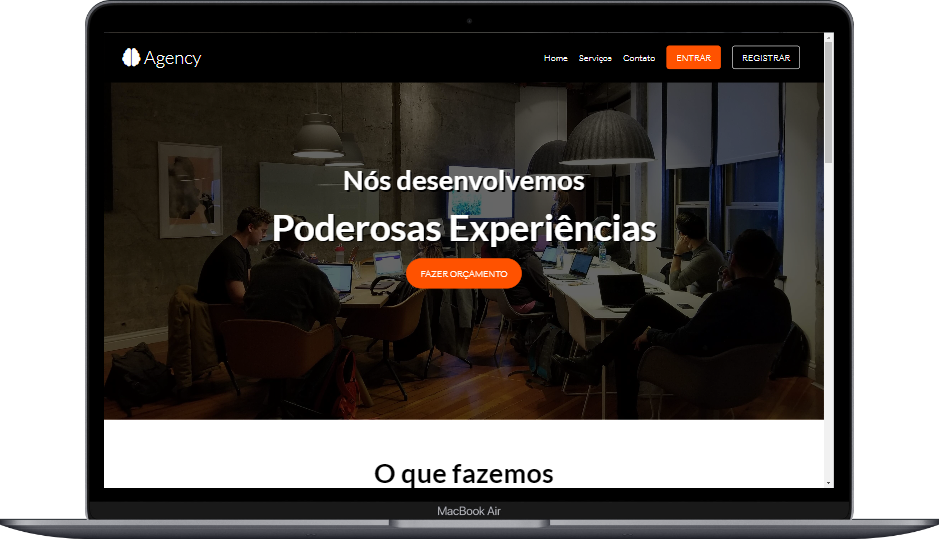 Agency
Home Serviços Contato ENTRAR REGISTRAR
Nós desenvolvemos
Poderosas Experiências
FAZER ORÇAMENTO
O que fazemos
MacBook Air